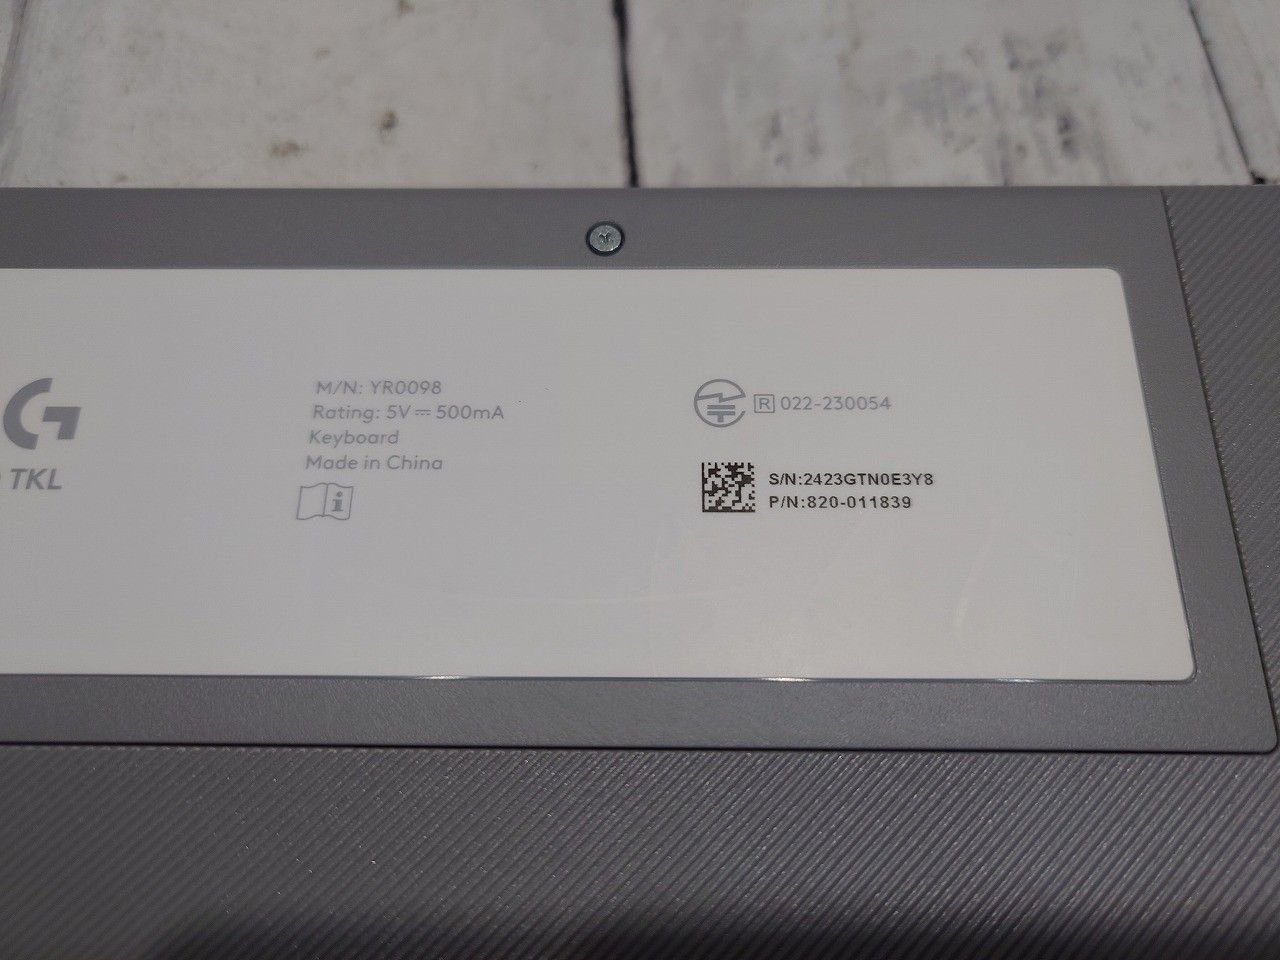 G
TKL
M/N: YR0098
Rating: 5V⎓500mA
Keyboard
Made in China
R 022-230054
S/N:2423GTN0E3Y8
P/N:820-011839